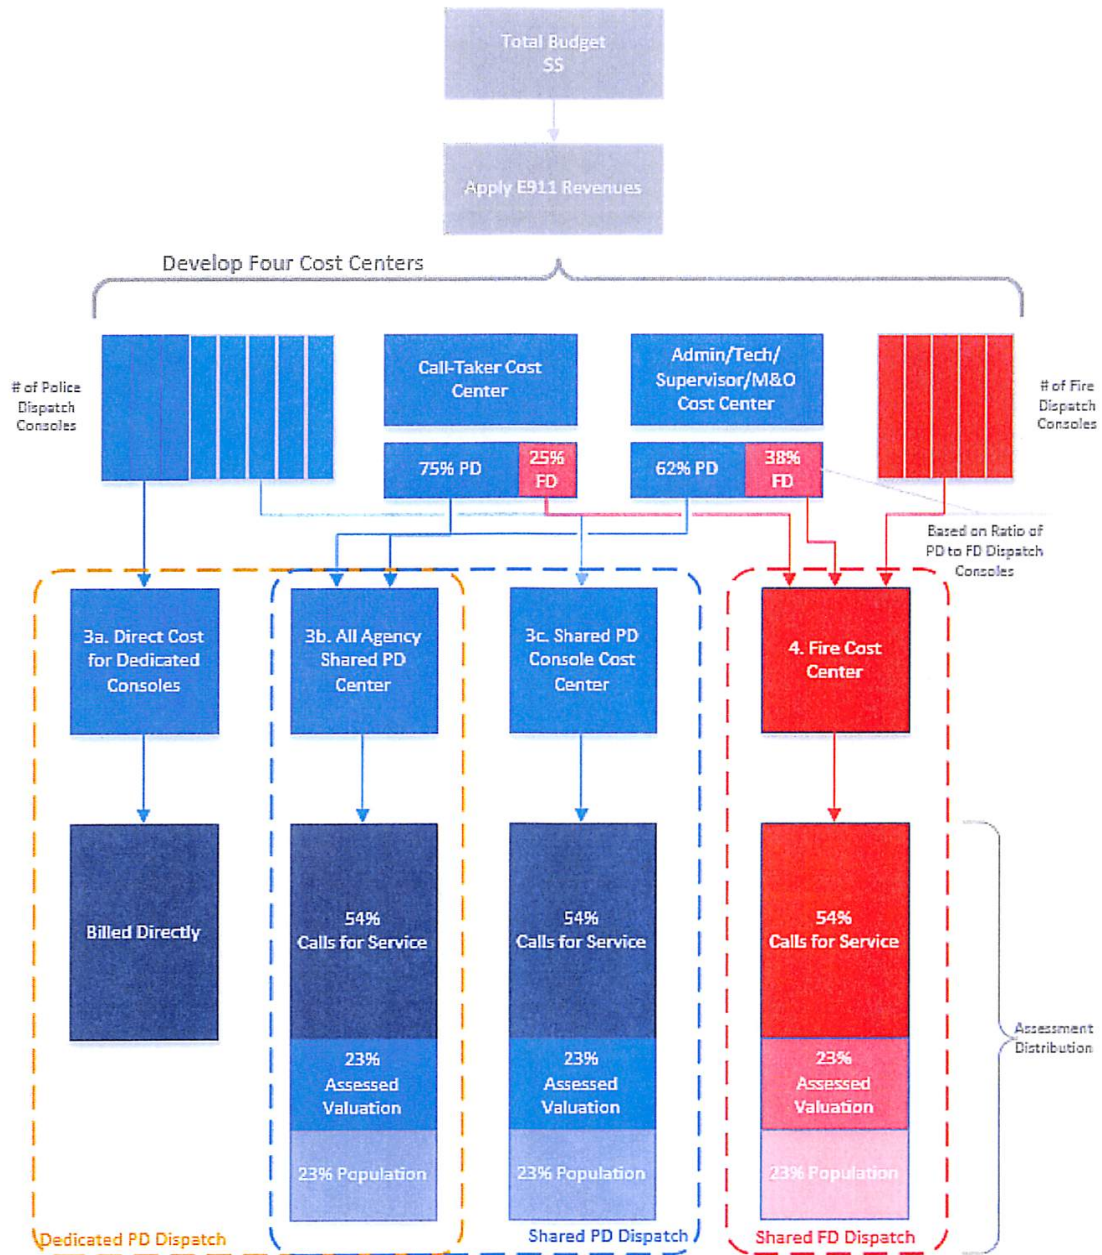 Total Budget
$$
Apply E911 Revenues
Develop Four Cost Centers
# of Police
Dispatch
Consoles
Call-Taker Cost
Center
Admin/Tech/
Supervisor/M&O
Cost Center
# of Fire
Dispatch
Consoles
75% PD
25%
FD
62% PD
38%
FD
Based on Ratio of
PD to FD Dispatch
Consoles
3a. Direct Cost
for Dedicated
Consoles
3b. All Agency
Shared PD
Center
3c. Shared PD
Console Cost
Center
4. Fire Cost
Center
Billed Directly
54%
Calls for Service
54%
Calls for Service
54%
Calls for Service
23%
Assessed
Valuation
23%
Assessed
Valuation
23%
Assessed
Valuation
Assessment
Distribution
23% Population
23% Population
23% Population
Dedicated PD Dispatch
Shared PD Dispatch
Shared FD Dispatch